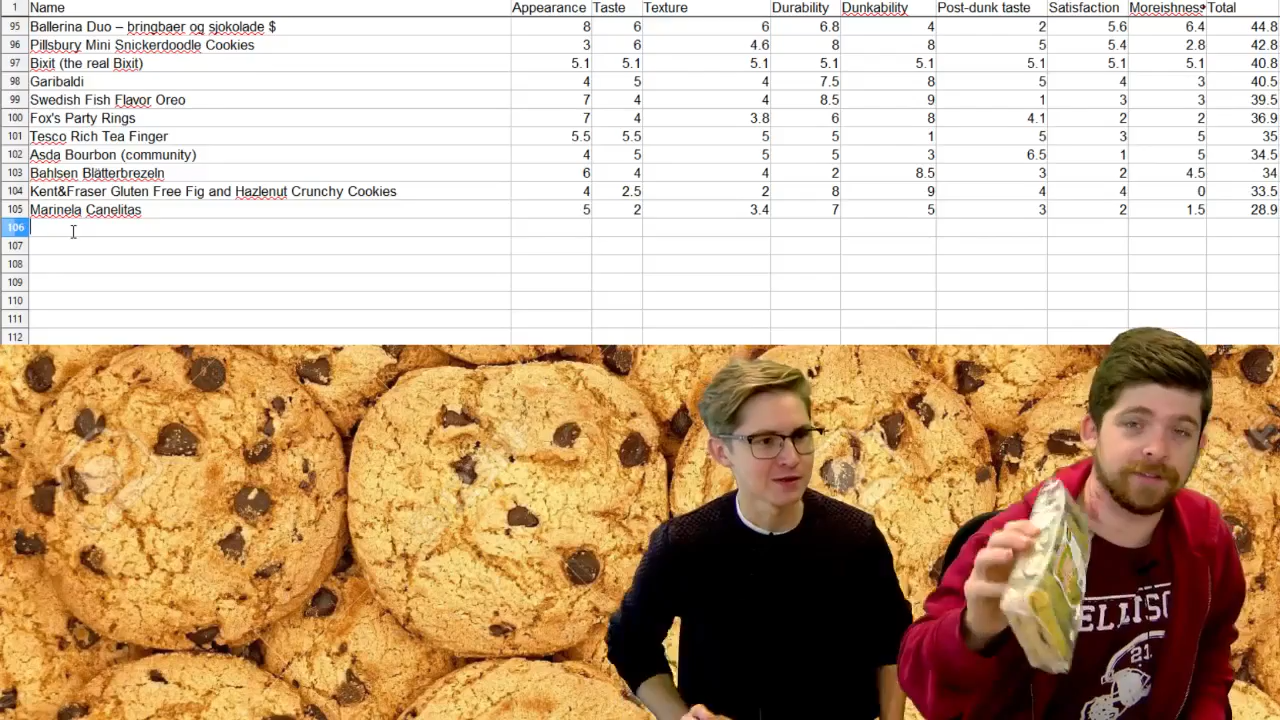 1 Name Appearance Taste Texture Durability Dunkability Post-dunk taste Satisfaction Moreishness Total
95 Ballerina Duo – bringbaer og sjokolade $ 8 6 6 6.8 4 2 5.6 6.4 44.8
96 Pillsbury Mini Snickerdoodle Cookies 3 6 4.6 8 8 5 5.4 2.8 42.8
97 Bixit (the real Bixit) 5.1 5.1 5.1 5.1 5.1 5.1 5.1 5.1 40.8
98 Garibaldi 4 5 4 7.5 8 5 4 3 40.5
99 Swedish Fish Flavor Oreo 7 4 4 8.5 9 1 3 3 39.5
100 Fox's Party Rings 7 4 3.8 6 8 4.1 2 2 36.9
101 Tesco Rich Tea Finger 5.5 5.5 5 5 1 5 3 5 35
102 Asda Bourbon (community) 4 5 5 5 3 6.5 1 5 34.5
103 Bahlsen Blätterbrezeln 6 4 4 2 8.5 3 2 4.5 34
104 Kent&Fraser Gluten Free Fig and Hazlenut Crunchy Cookies 4 2.5 2 8 9 4 4 0 33.5
105 Marinela Canelitas 5 2 3.4 7 5 3 2 1.5 28.9
106
107
108
109
110
111
112
ELLISO
21